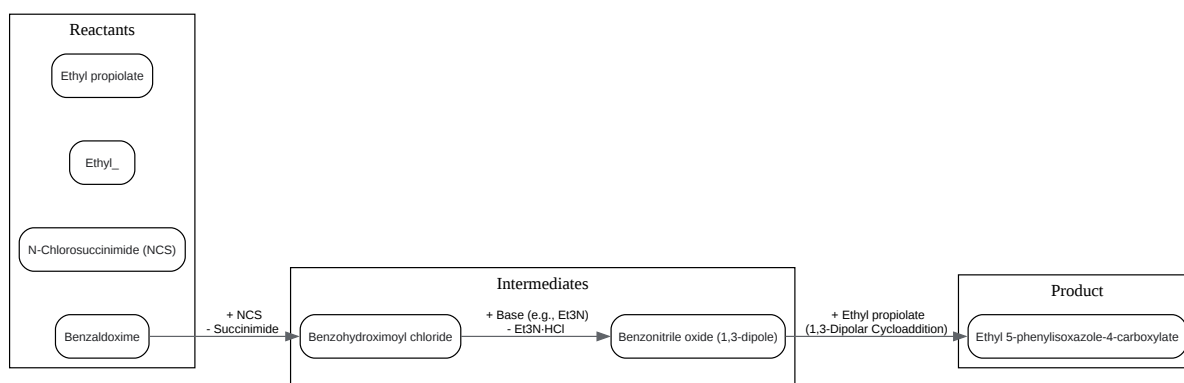 Reactants
Ethyl propiolate
Ethyl_
N-Chlorosuccinimide (NCS)
Benzaldoxime
+ NCS
- Succinimide
Intermediates
Benzohydroximoyl chloride
+ Base (e.g., Et3N)
- Et3N·HCl
Benzonitrile oxide (1,3-dipole)
+ Ethyl propiolate
(1,3-Dipolar Cycloaddition)
Product
Ethyl 5-phenylisoxazole-4-carboxylate